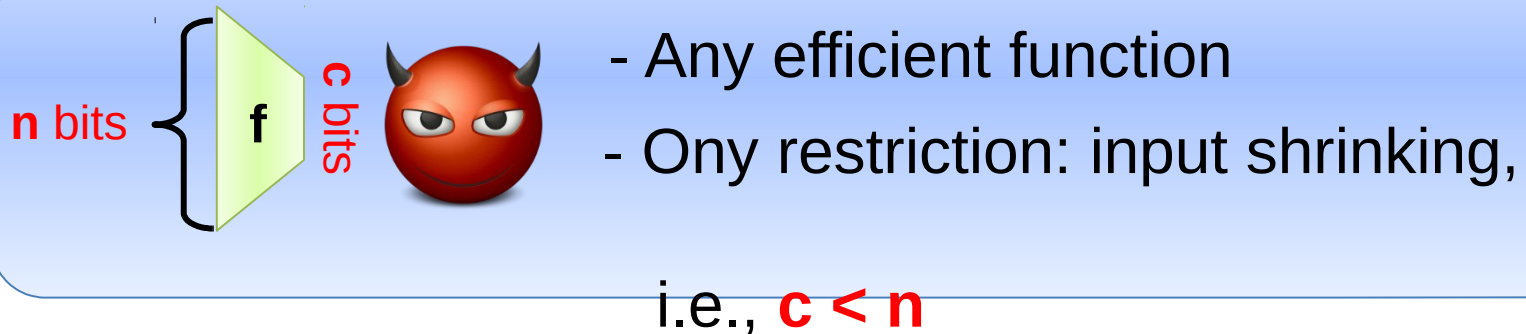 n bits
f
c bits
- Any efficient function
- Ony restriction: input shrinking,
i.e., c < n